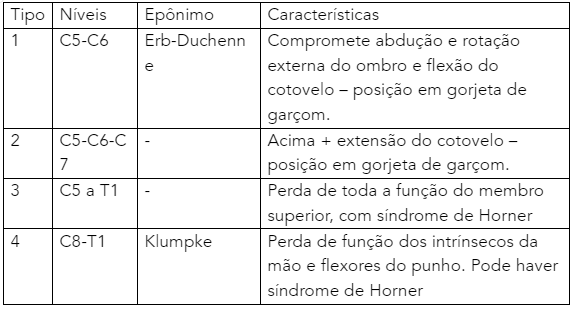 Tipo Níveis Epônimo Características
1 C5-C6 Erb-Duchenn Compromete abdução e rotação
e externa do ombro e flexão do
cotovelo – posição em gorjeta de
garçom.
2 C5-C6-C - Acima + extensão do cotovelo –
7 posição em gorjeta de garçom.
3 C5 a T1 - Perda de toda a função do membro
superior, com síndrome de Horner
4 C8-T1 Klumpke Perda de função dos intrínsecos da
mão e flexores do punho. Pode haver
síndrome de Horner